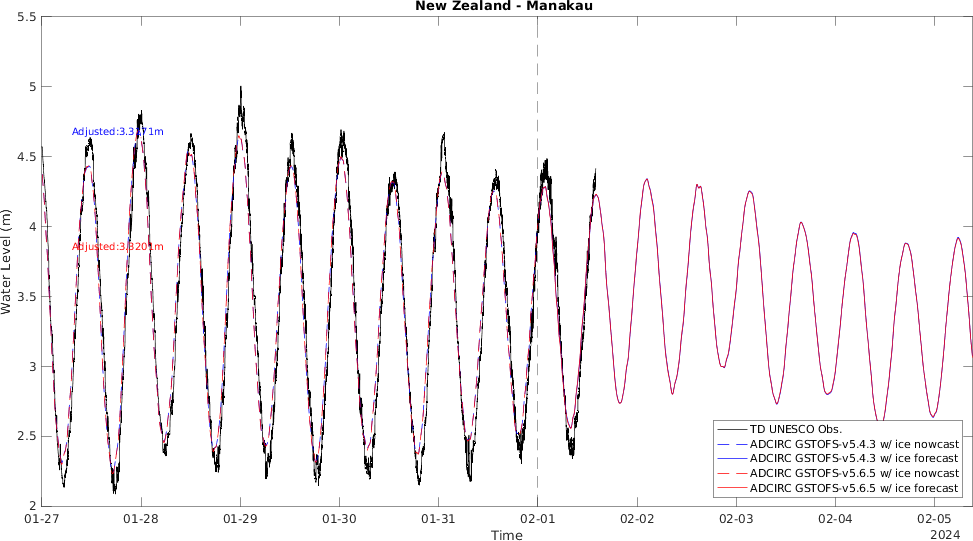 New Zealand - Manakau
5.5
5
4.5
4
3.5
3
2.5
2
Water Level (m)
Adjusted:3.3371m
Adjusted:3.3201m
TD UNESCO Obs.
ADCIRC GSTOFS-v5.4.3 w/ ice nowcast
ADCIRC GSTOFS-v5.4.3 w/ ice forecast
ADCIRC GSTOFS-v5.6.5 w/ ice nowcast
ADCIRC GSTOFS-v5.6.5 w/ ice forecast
01-27 01-28 01-29 01-30 01-31 02-01 02-02 02-03 02-04 02-05
Time
2024